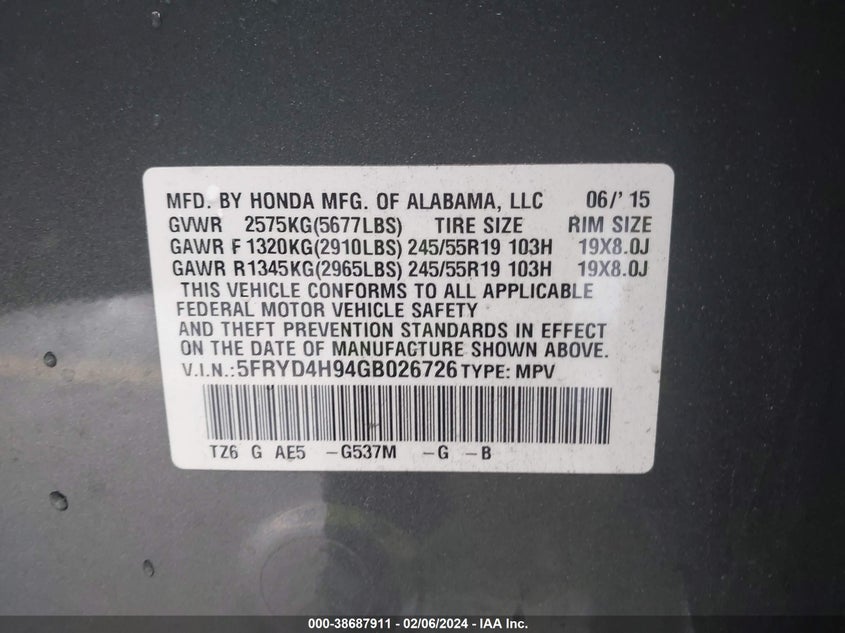 MFD. BY HONDA MFG. OF ALABAMA, LLC 06/' 15
GVWR 2575KG(5677LBS) TIRE SIZE RIM SIZE
GAWR F 1320KG(2910LBS) 245/55R19 103H 19X8.0J
GAWR R1345KG(2965LBS) 245/55R19 103H 19X8.0J
THIS VEHICLE CONFORMS TO ALL APPLICABLE
FEDERAL MOTOR VEHICLE SAFETY
AND THEFT PREVENTION STANDARDS IN EFFECT
ON THE DATE OF MANUFACTURE SHOWN ABOVE.
V.I.N.:5FRYD4H94GB026726 TYPE: MPV
TZ6 G AE5 -G537M -G -B
000-38687911 - 02/06/2024 - IAA Inc.